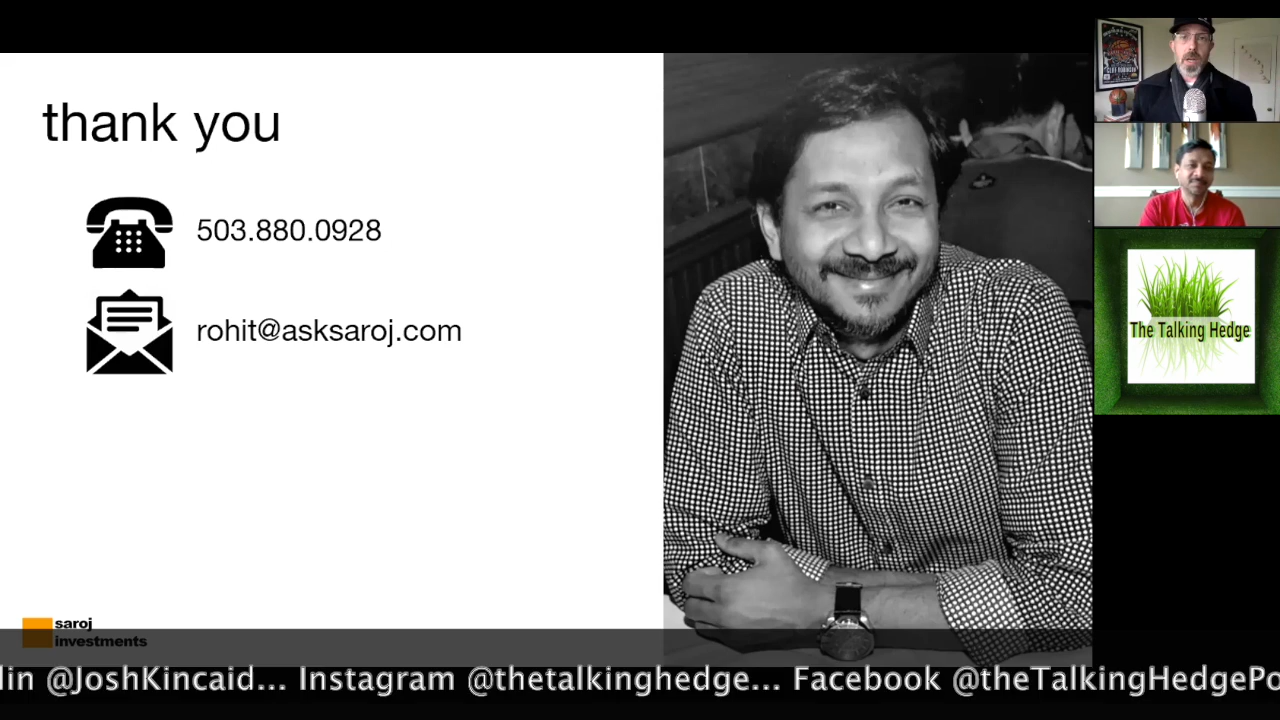 thank you
503.880.0928
rohit@asksaroj.com
saroj
investments
The Talking Hedge
lin @JoshKincaid... Instagram @thetalkinghedge... Facebook @theTalkingHedgePo